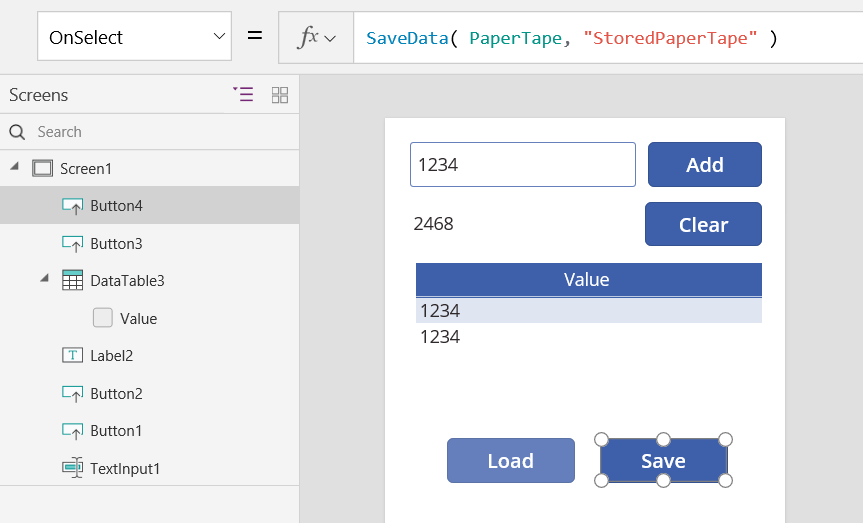 OnSelect = fx SaveData( PaperTape, "StoredPaperTape" )
Screens
Search
Screen1
Button4
Button3
DataTable3
Value
Label2
Button2
Button1
TextInput1
1234 Add
2468 Clear
Value
1234
1234
Load Save